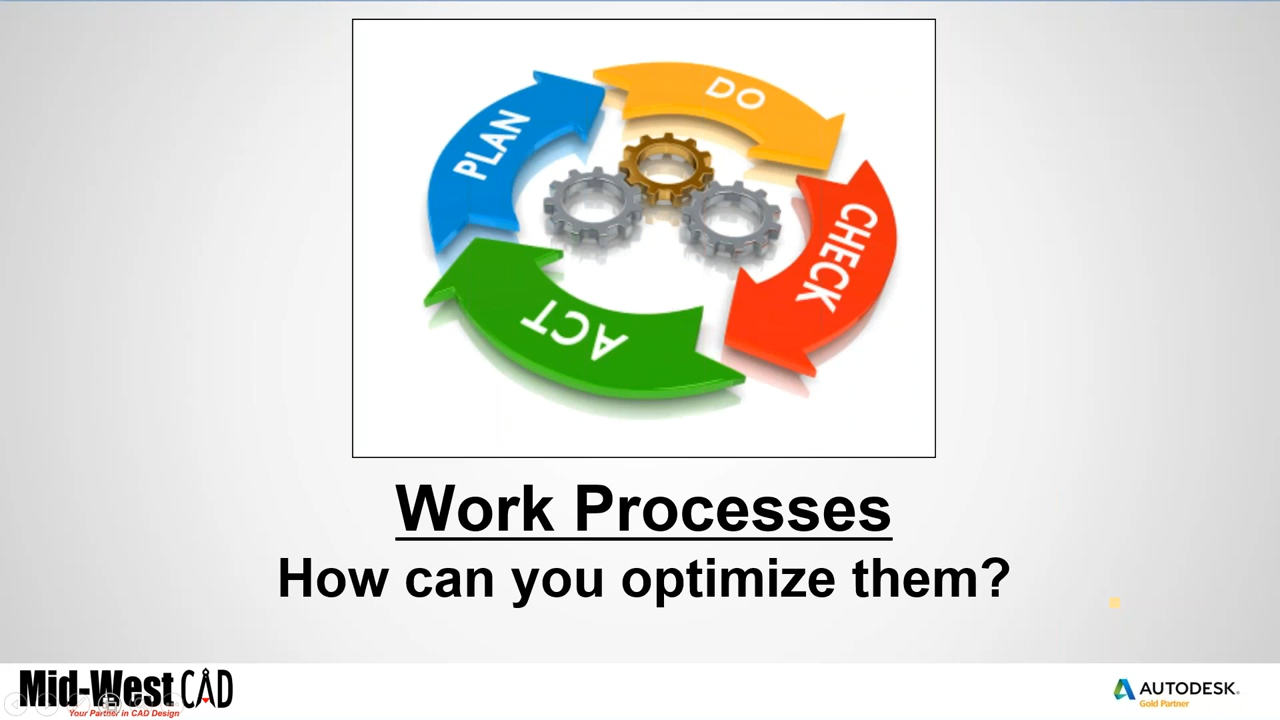 PLAN
DO
CHECK
ACT
Work Processes
How can you optimize them?
Mid-West CAD
Your Partner in CAD Design
AUTODESK.
Gold Partner